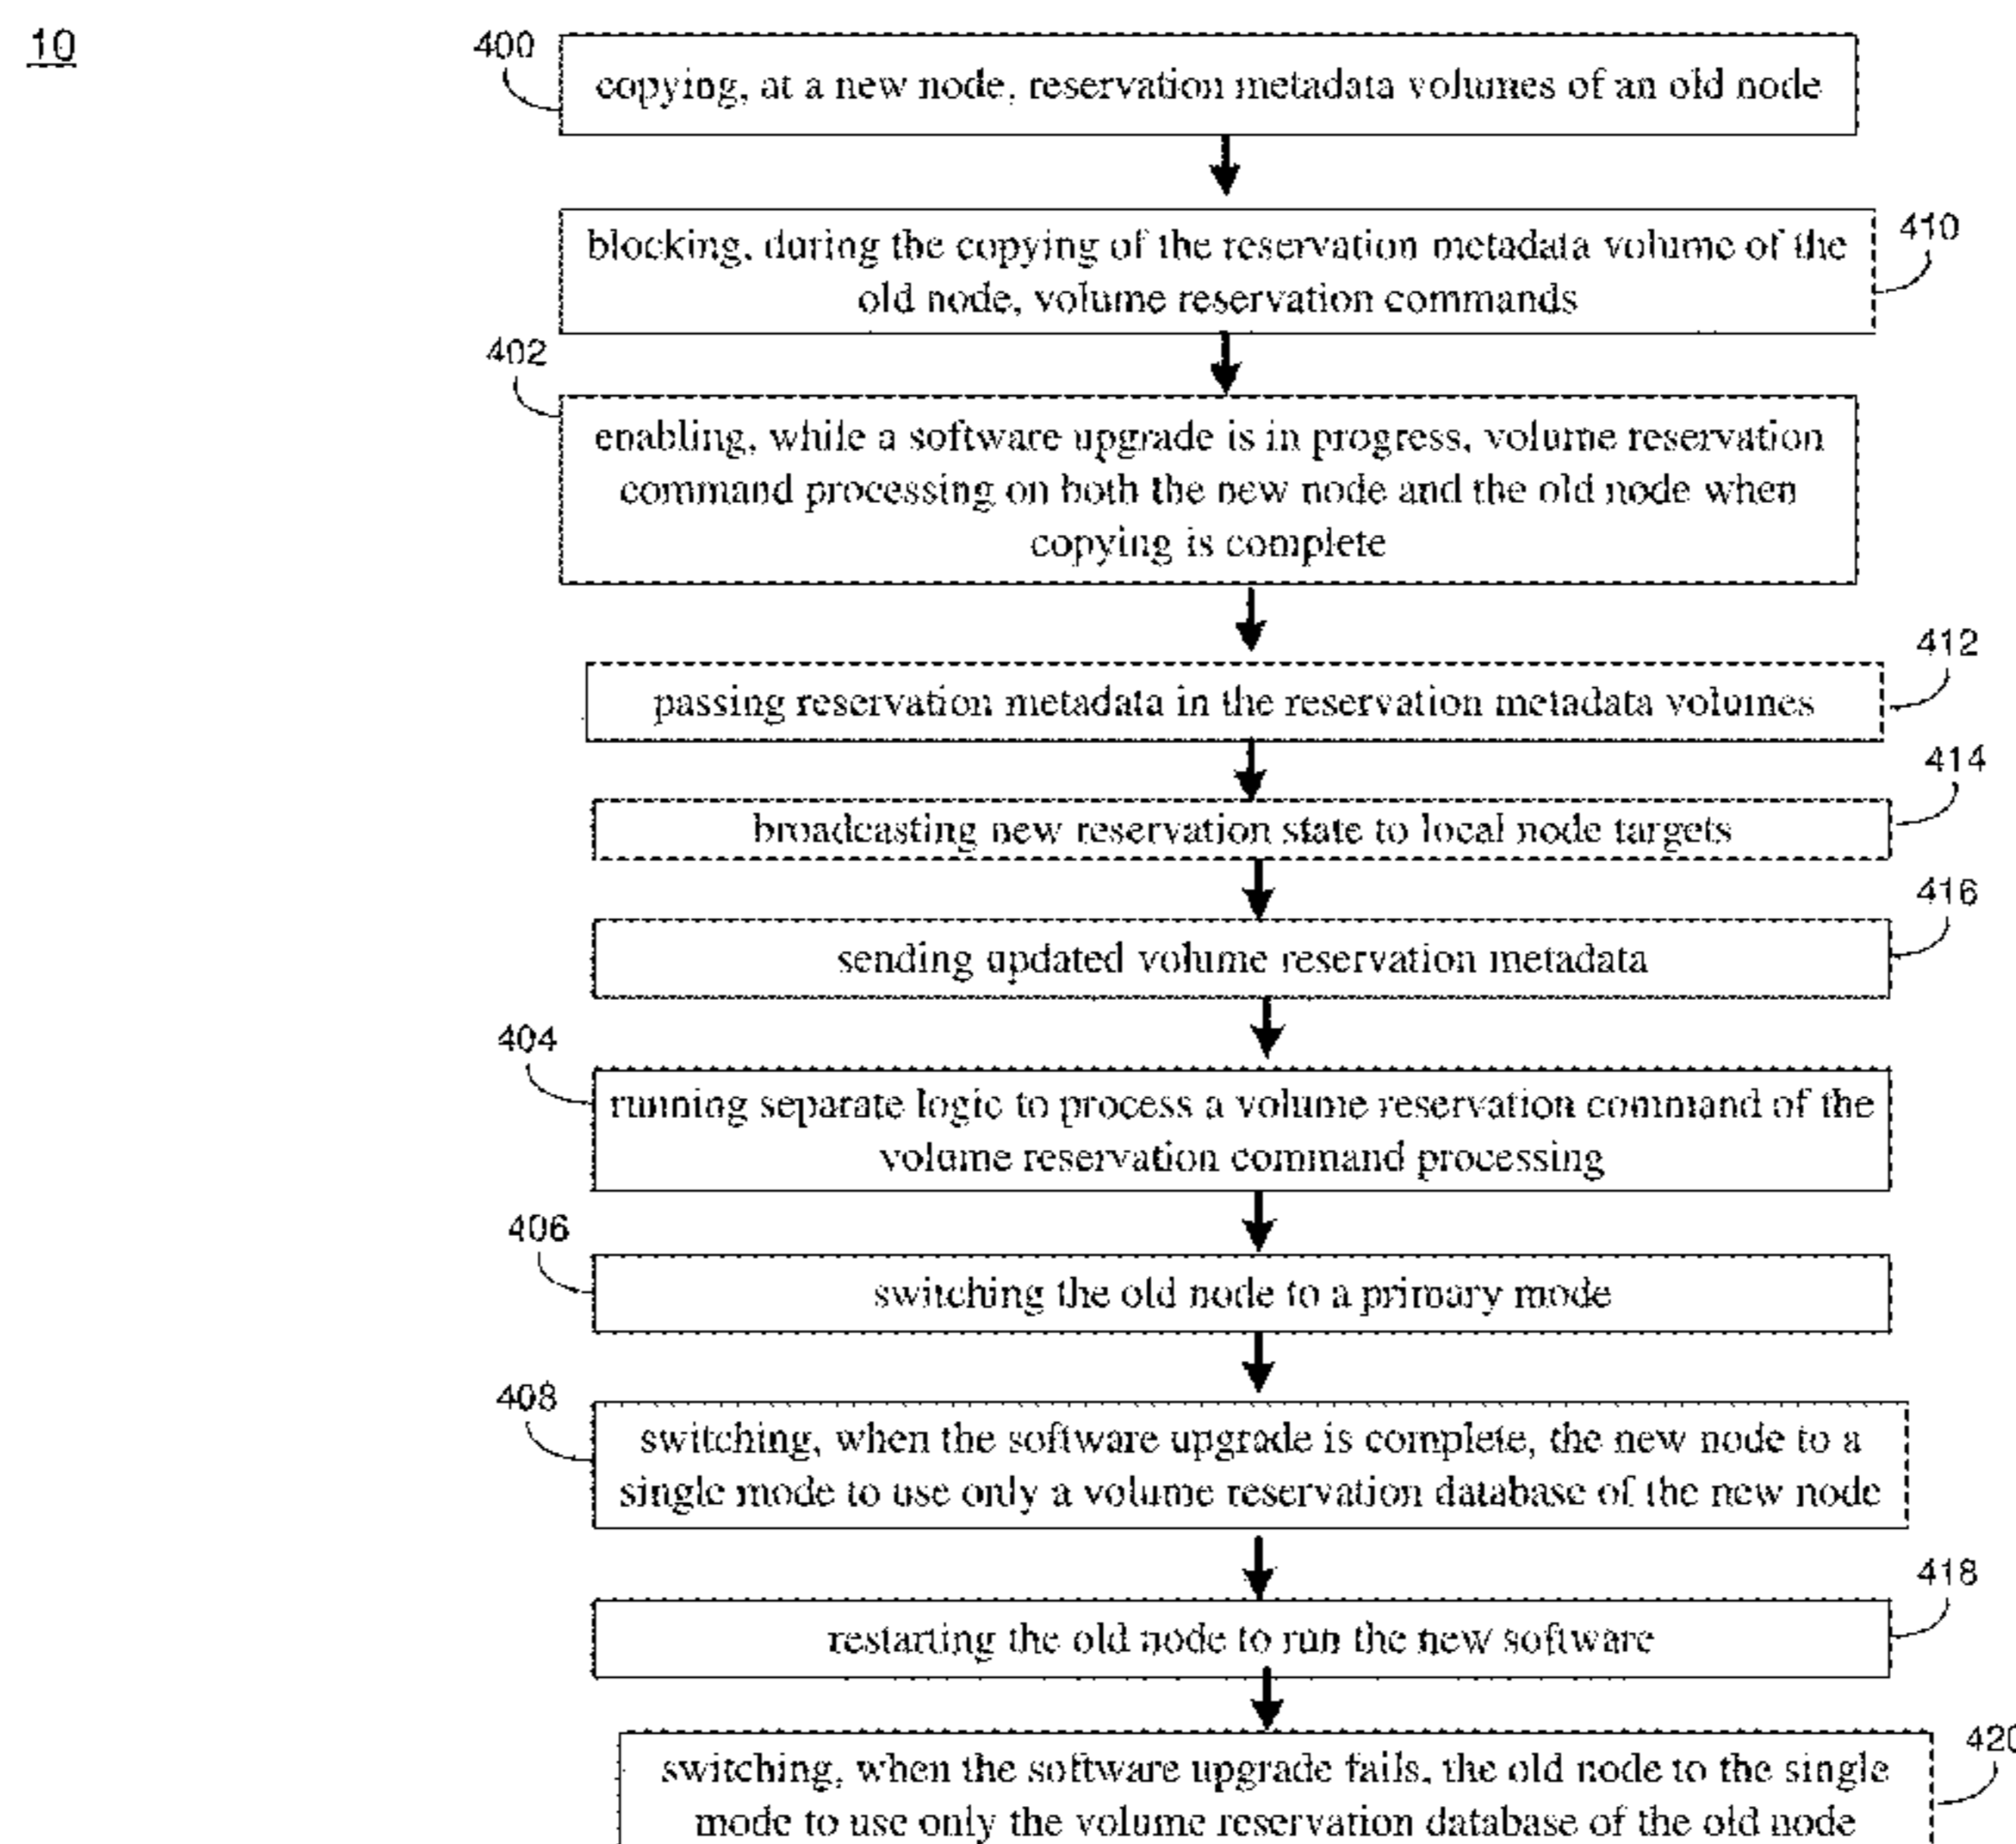 10
400
copying, at a new node, reservation metadata volumes of an old node
410
blocking, during the copying of the reservation metadata volume of the
old node, volume reservation commands
402
enabling, while a software upgrade is in progress, volume reservation
command processing on both the new node and the old node when
copying is complete
412
passing reservation metadata in the reservation metadata volumes
414
broadcasting new reservation state to local node targets
416
sending updated volume reservation metadata
404
running separate logic to process a volume reservation command of the
volume reservation command processing
406
switching the old node to a primary mode
408
switching, when the software upgrade is complete, the new node to a
single mode to use only a volume reservation database of the new node
418
restarting the old node to run the new software
420
switching, when the software upgrade fails, the old node to the single
mode to use only the volume reservation database of the old node